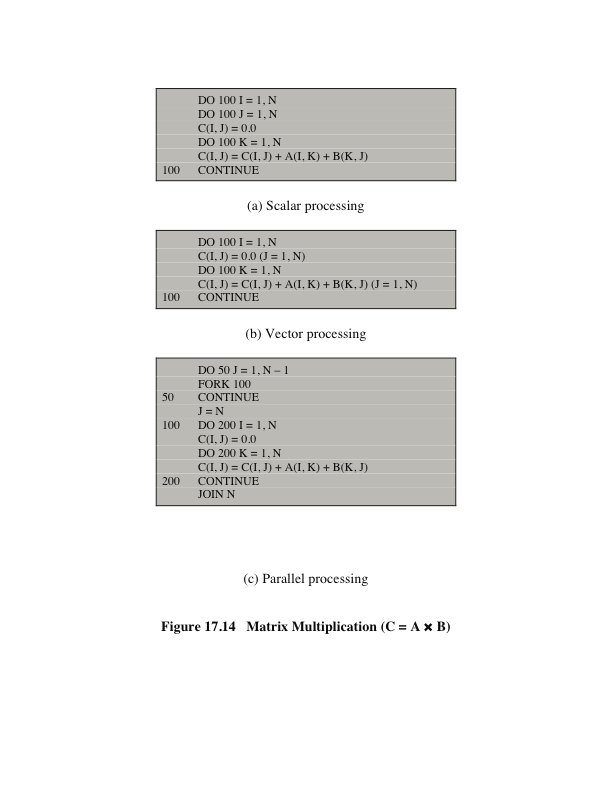 DO 100 I = 1, N
DO 100 J = 1, N
C(I, J) = 0.0
DO 100 K = 1, N
C(I, J) = C(I, J) + A(I, K) + B(K, J)
100 CONTINUE
(a) Scalar processing
DO 100 I = 1, N
C(I, J) = 0.0 (J = 1, N)
DO 100 K = 1, N
C(I, J) = C(I, J) + A(I, K) + B(K, J) (J = 1, N)
100 CONTINUE
(b) Vector processing
DO 50 J = 1, N – 1
FORK 100
50 CONTINUE
J = N
100 DO 200 I = 1, N
C(I, J) = 0.0
DO 200 K = 1, N
C(I, J) = C(I, J) + A(I, K) + B(K, J)
200 CONTINUE
JOIN N
(c) Parallel processing
Figure 17.14 Matrix Multiplication (C = A × B)